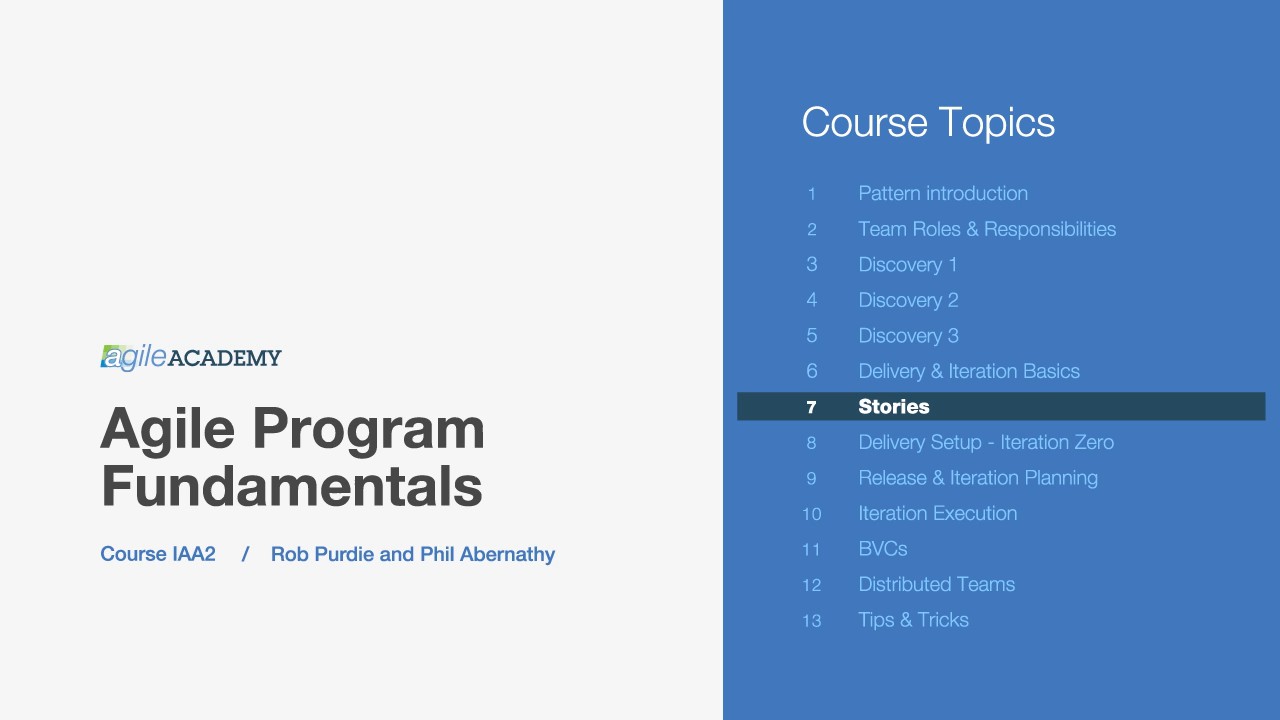 agileACADEMY
Agile Program
Fundamentals
Course IAA2 / Rob Purdie and Phil Abernathy
Course Topics
1 Pattern introduction
2 Team Roles & Responsibilities
3 Discovery 1
4 Discovery 2
5 Discovery 3
6 Delivery & Iteration Basics
7 Stories
8 Delivery Setup - Iteration Zero
9 Release & Iteration Planning
10 Iteration Execution
11 BVCs
12 Distributed Teams
13 Tips & Tricks